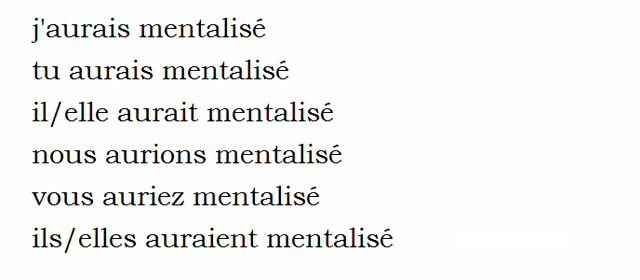 j'aurais mentalisé
tu aurais mentalisé
il/elle aurait mentalisé
nous aurions mentalisé
vous auriez mentalisé
ils/elles auraient mentalisé